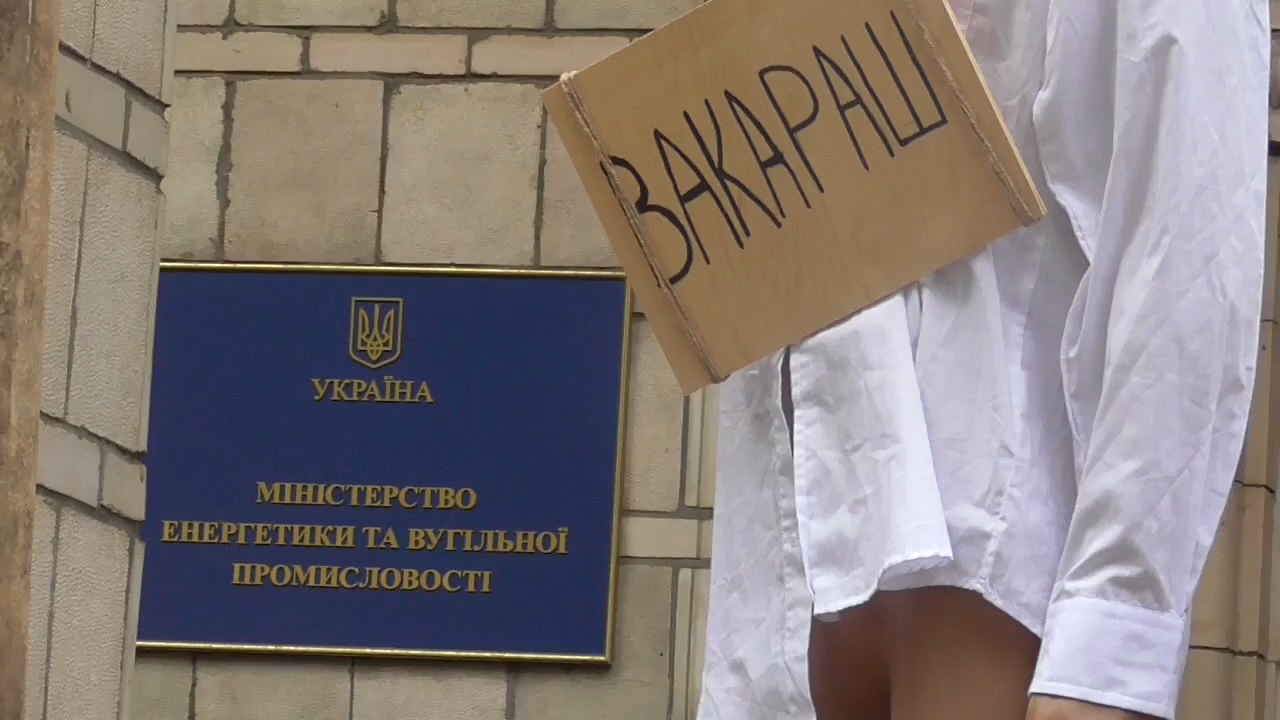 ЗАКАРАШ
УКРАЇНА
МІНІСТЕРСТВО
ЕНЕРГЕТИКИ ТА ВУГІЛЬНОЇ
ПРОМИСЛОВОСТІ